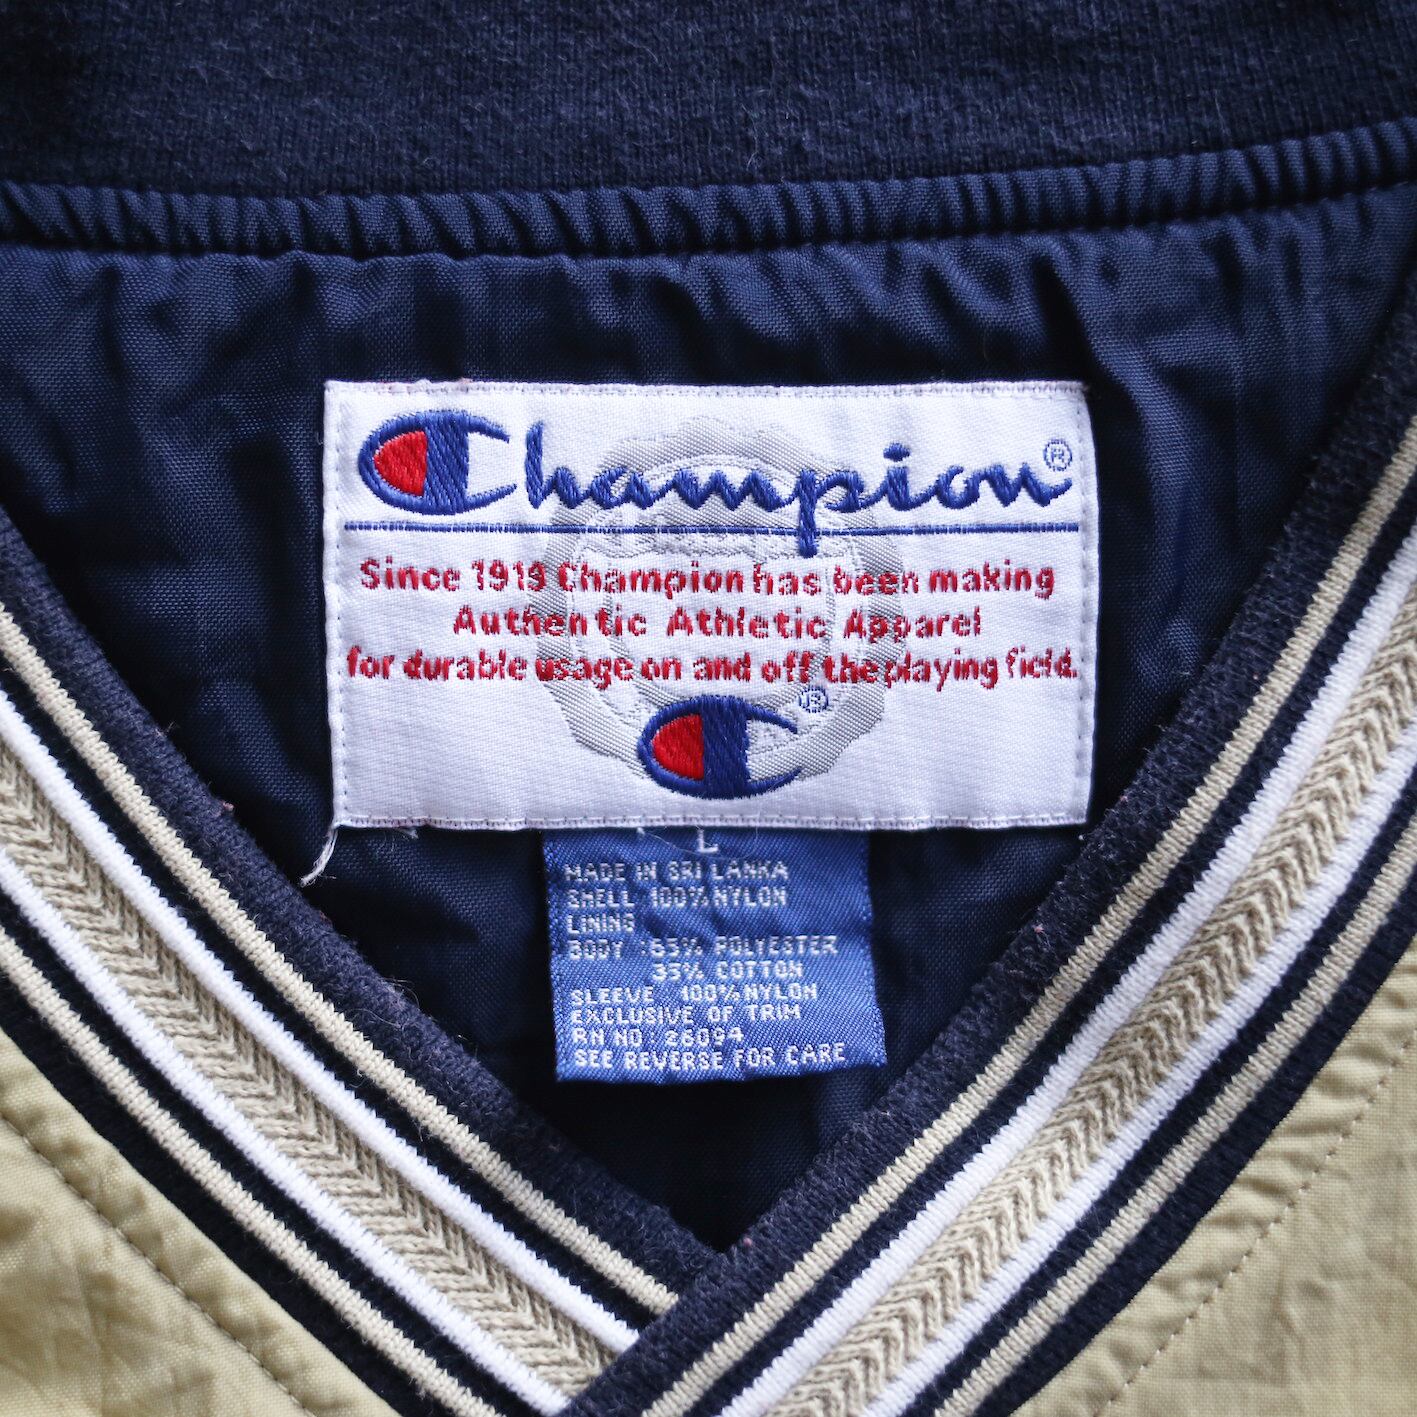 Champion®
Since 1919 Champion has been making
Authentic Athletic Apparel
for durable usage on and off the playing field.
®
L
MADE IN SRI LANKA
SHELL 100% NYLON
LINING
BODY : 65% POLYESTER
35% COTTON
SLEEVE 100% NYLON
EXCLUSIVE OF TRIM
RN NO : 26094
SEE REVERSE FOR CARE